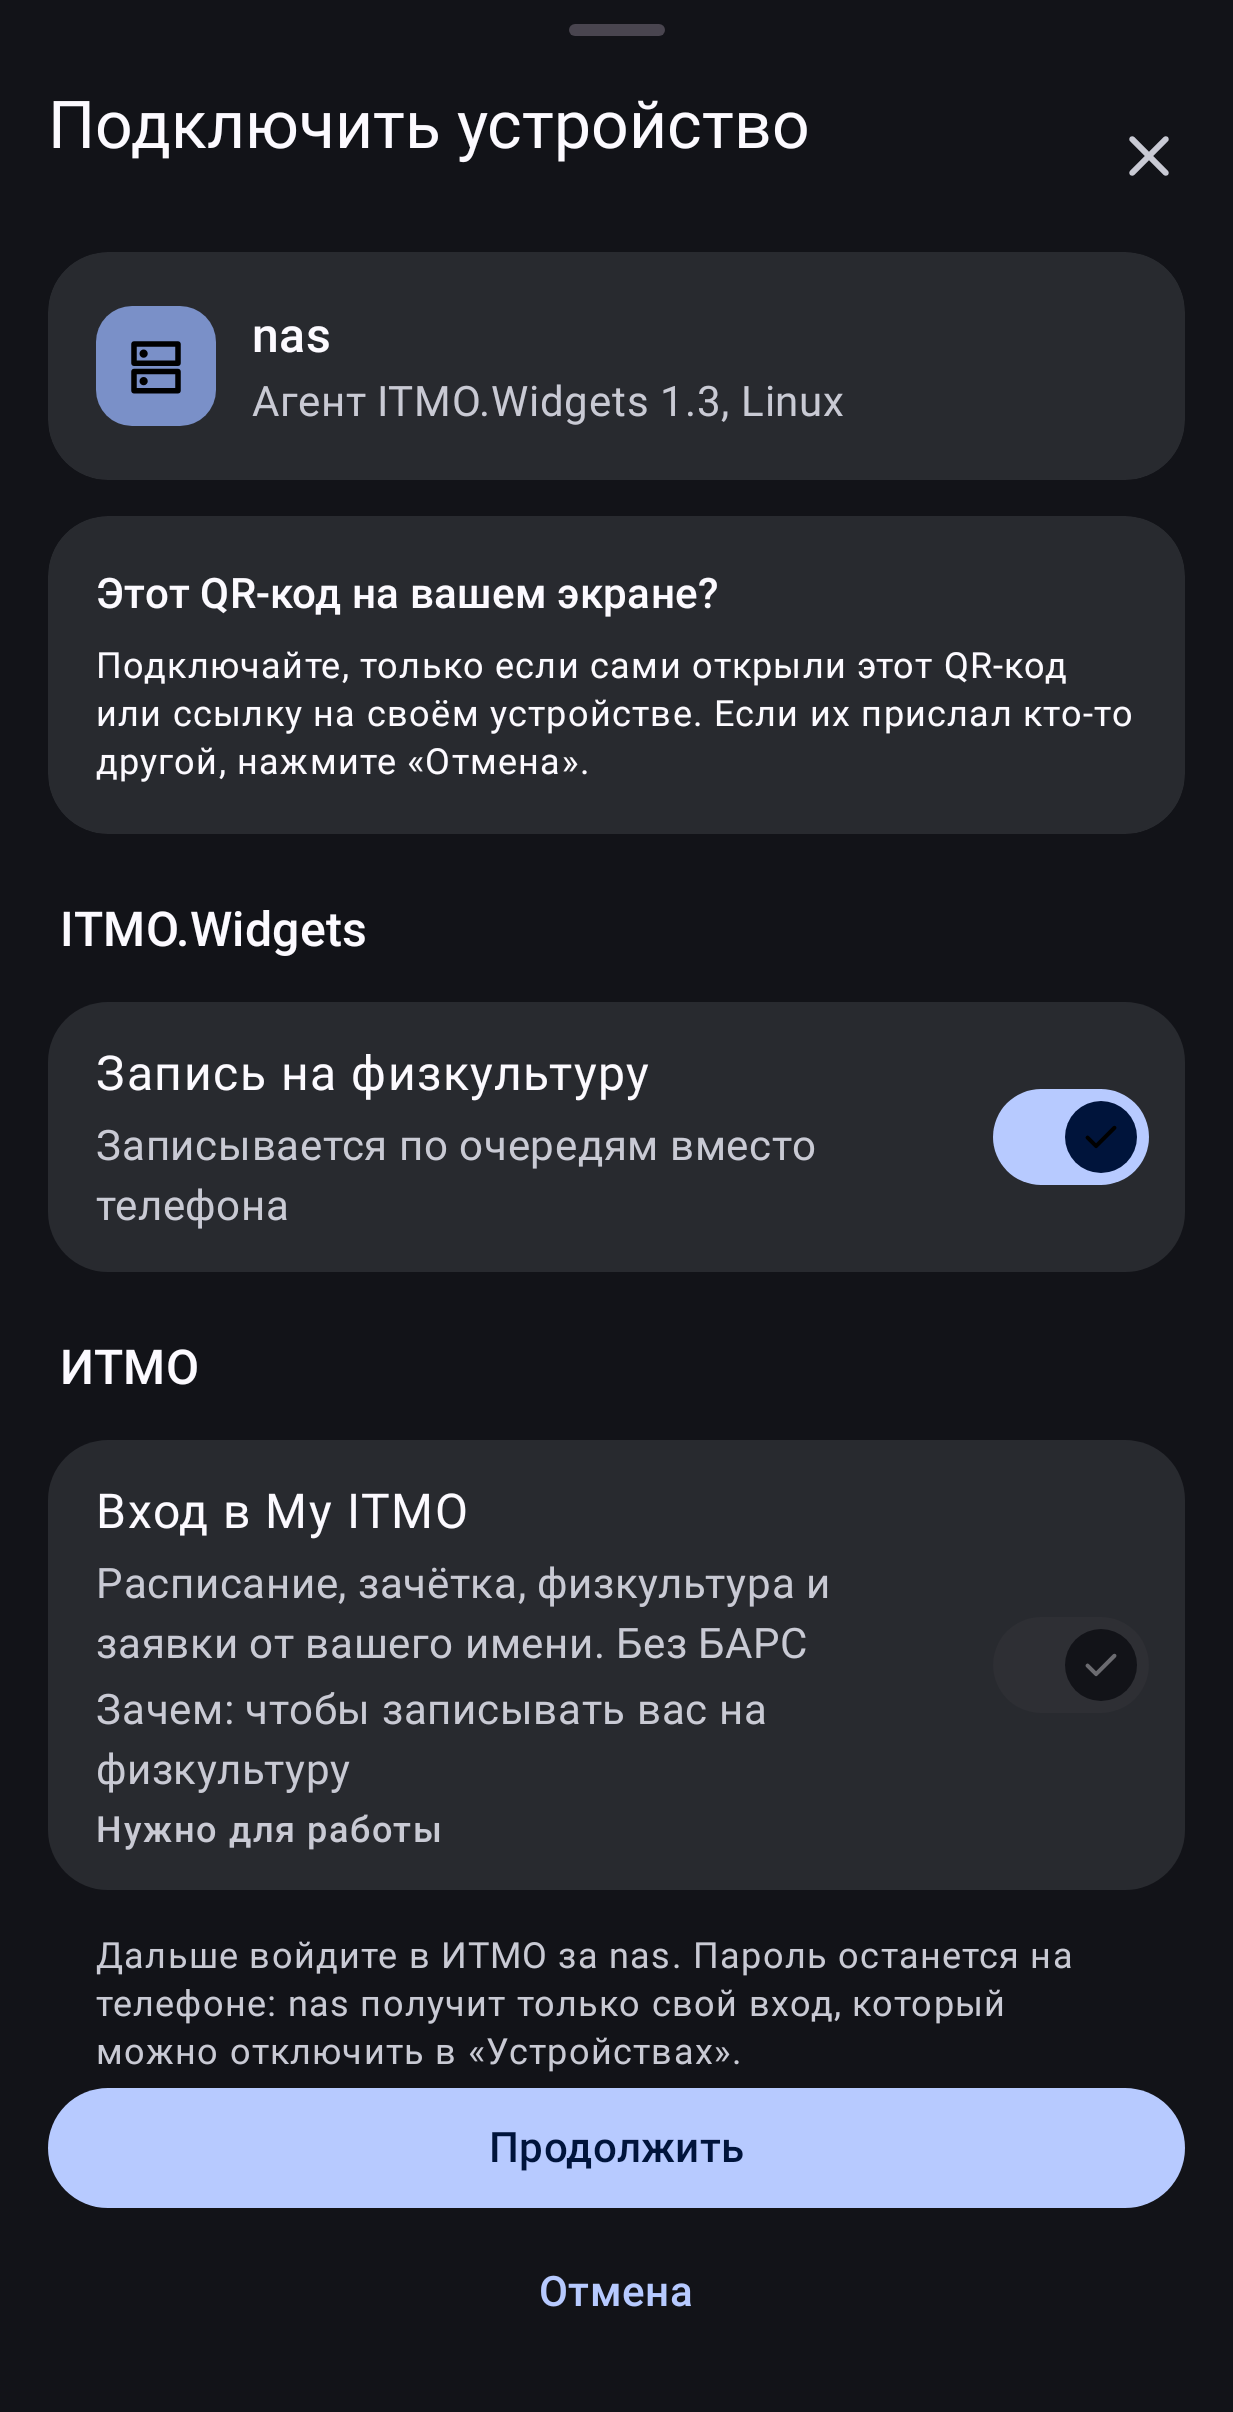 Подключить устройство
nas
Агент ITMO.Widgets 1.3, Linux
Этот QR-код на вашем экране?
Подключайте, только если сами открыли этот QR-код
или ссылку на своём устройстве. Если их прислал кто-то
другой, нажмите «Отмена».
ITMO.Widgets
Запись на физкультуру
Записывается по очередям вместо
телефона
ИТМО
Вход в My ITMO
Расписание, зачётка, физкультура и
заявки от вашего имени. Без БАРС
Зачем: чтобы записывать вас на
физкультуру
Нужно для работы
Дальше войдите в ИТМО за nas. Пароль останется на
телефоне: nas получит только свой вход, который
можно отключить в «Устройствах».
Продолжить
Отмена